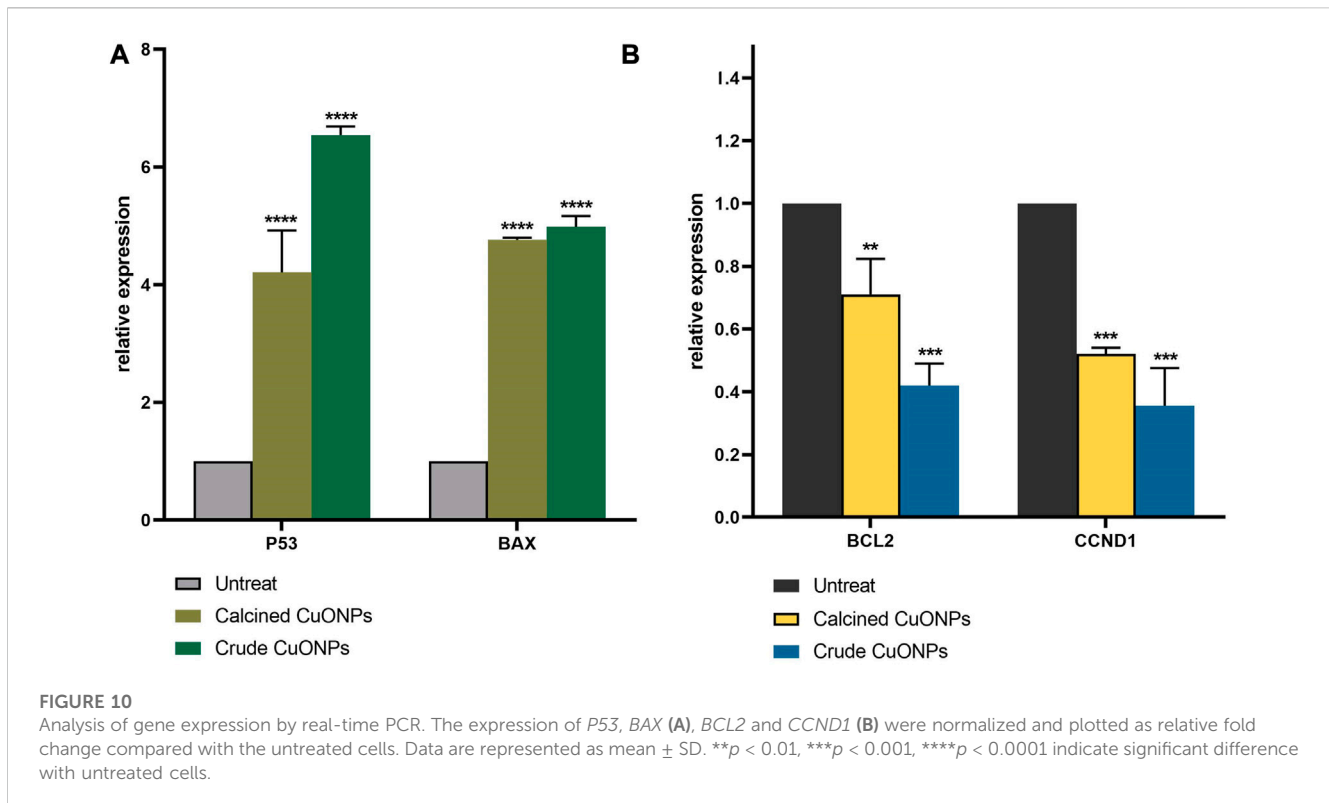 A
8
6
4
2
0
relative expression
****
****
****
****
P53
BAX
Untreat
Calcined CuONPs
Crude CuONPs
B
1.4
1.2
1.0
0.8
0.6
0.4
0.2
0.0
relative expression
**
***
***
***
BCL2
CCND1
Untreat
Calcined CuONPs
Crude CuONPs
FIGURE 10
Analysis of gene expression by real-time PCR. The expression of P53, BAX (A), BCL2 and CCND1 (B) were normalized and plotted as relative fold
change compared with the untreated cells. Data are represented as mean ± SD. **p < 0.01, ***p < 0.001, ****p < 0.0001 indicate significant difference
with untreated cells.